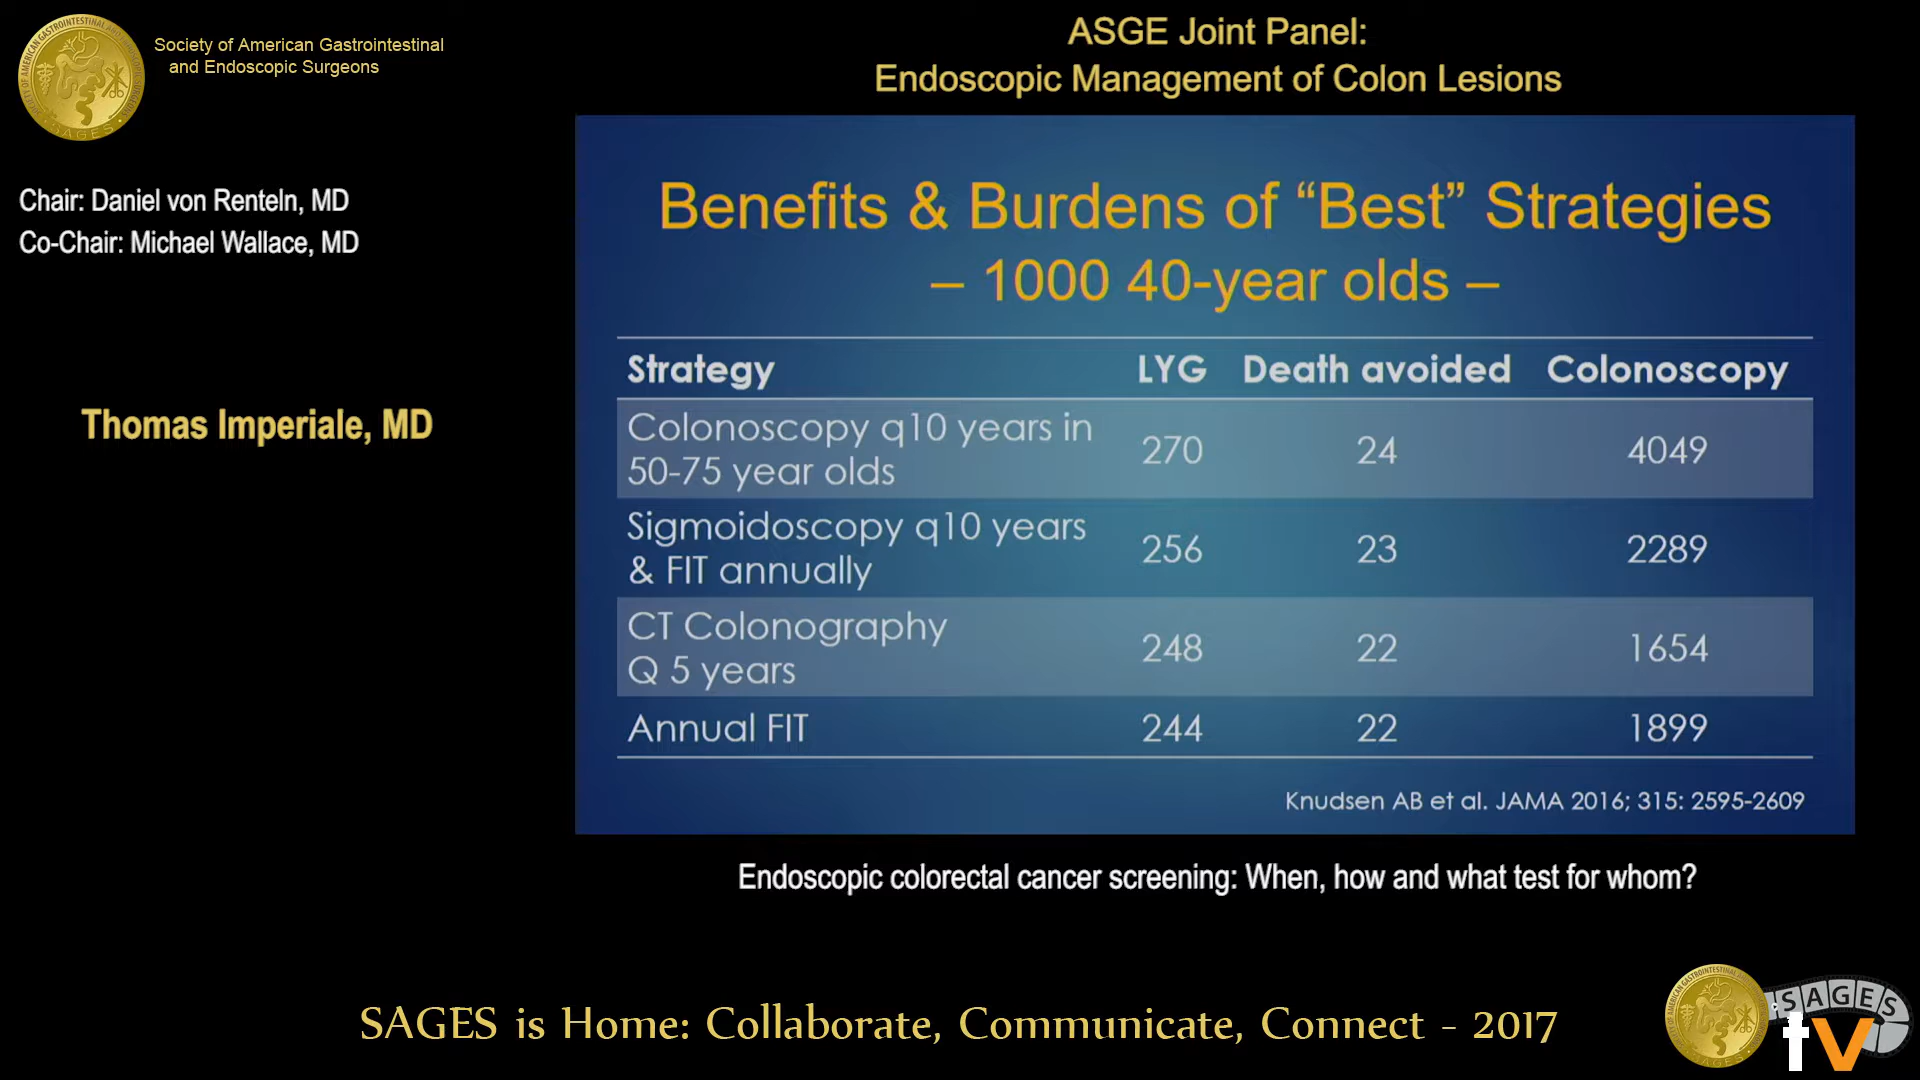 Society of American Gastrointestinal
and Endoscopic Surgeons
ASGE Joint Panel:
Endoscopic Management of Colon Lesions
Chair: Daniel von Renteln, MD
Co-Chair: Michael Wallace, MD
Thomas Imperiale, MD
Benefits & Burdens of “Best” Strategies
– 1000 40-year olds –
Strategy LYG Death avoided Colonoscopy
Colonoscopy q10 years in
50-75 year olds 270 24 4049
Sigmoidoscopy q10 years
& FIT annually 256 23 2289
CT Colonography
Q 5 years 248 22 1654
Annual FIT 244 22 1899
Knudsen AB et al. JAMA 2016; 315: 2595-2609
Endoscopic colorectal cancer screening: When, how and what test for whom?
SAGES is Home: Collaborate, Communicate, Connect - 2017
SAGES
tv